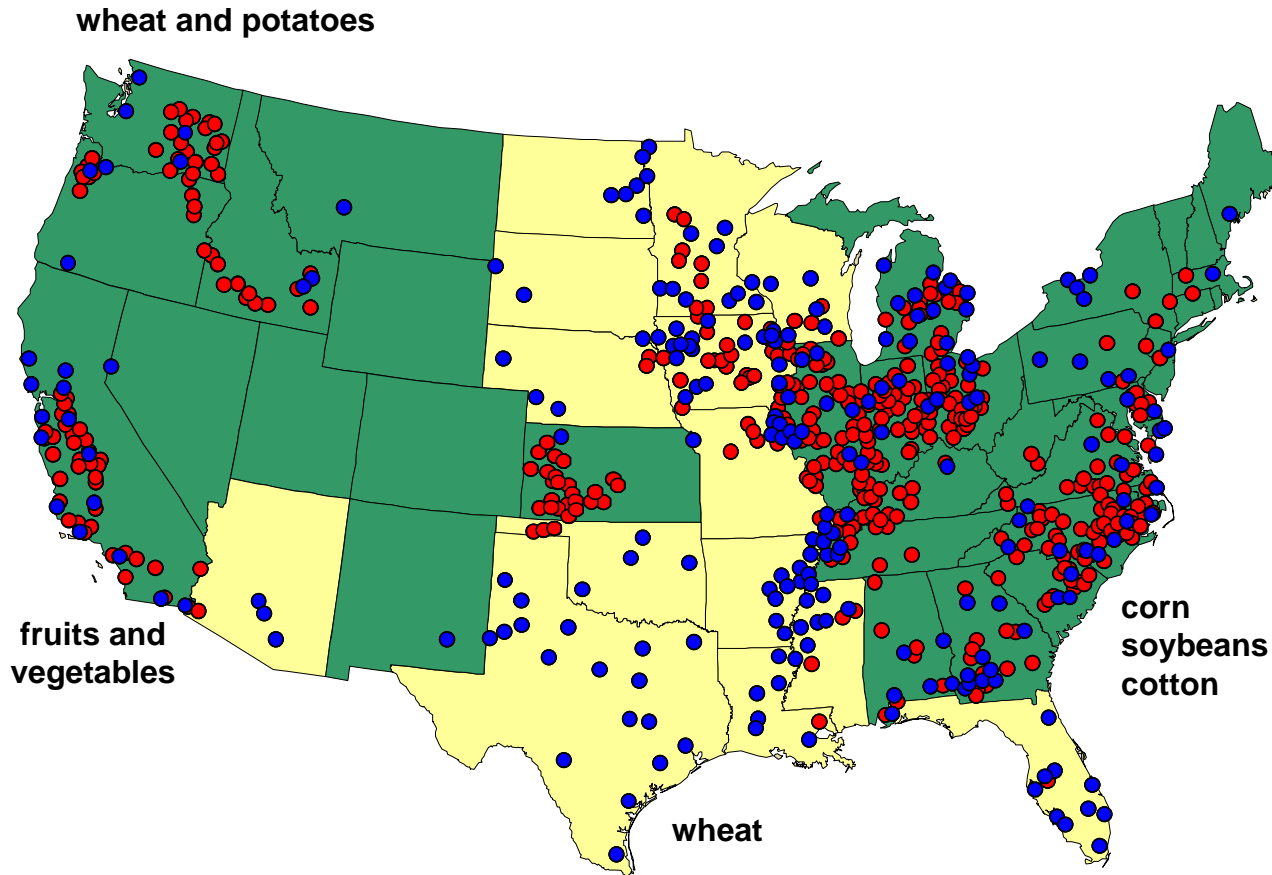 wheat and potatoes
fruits and
vegetables
corn
soybeans
cotton
wheat